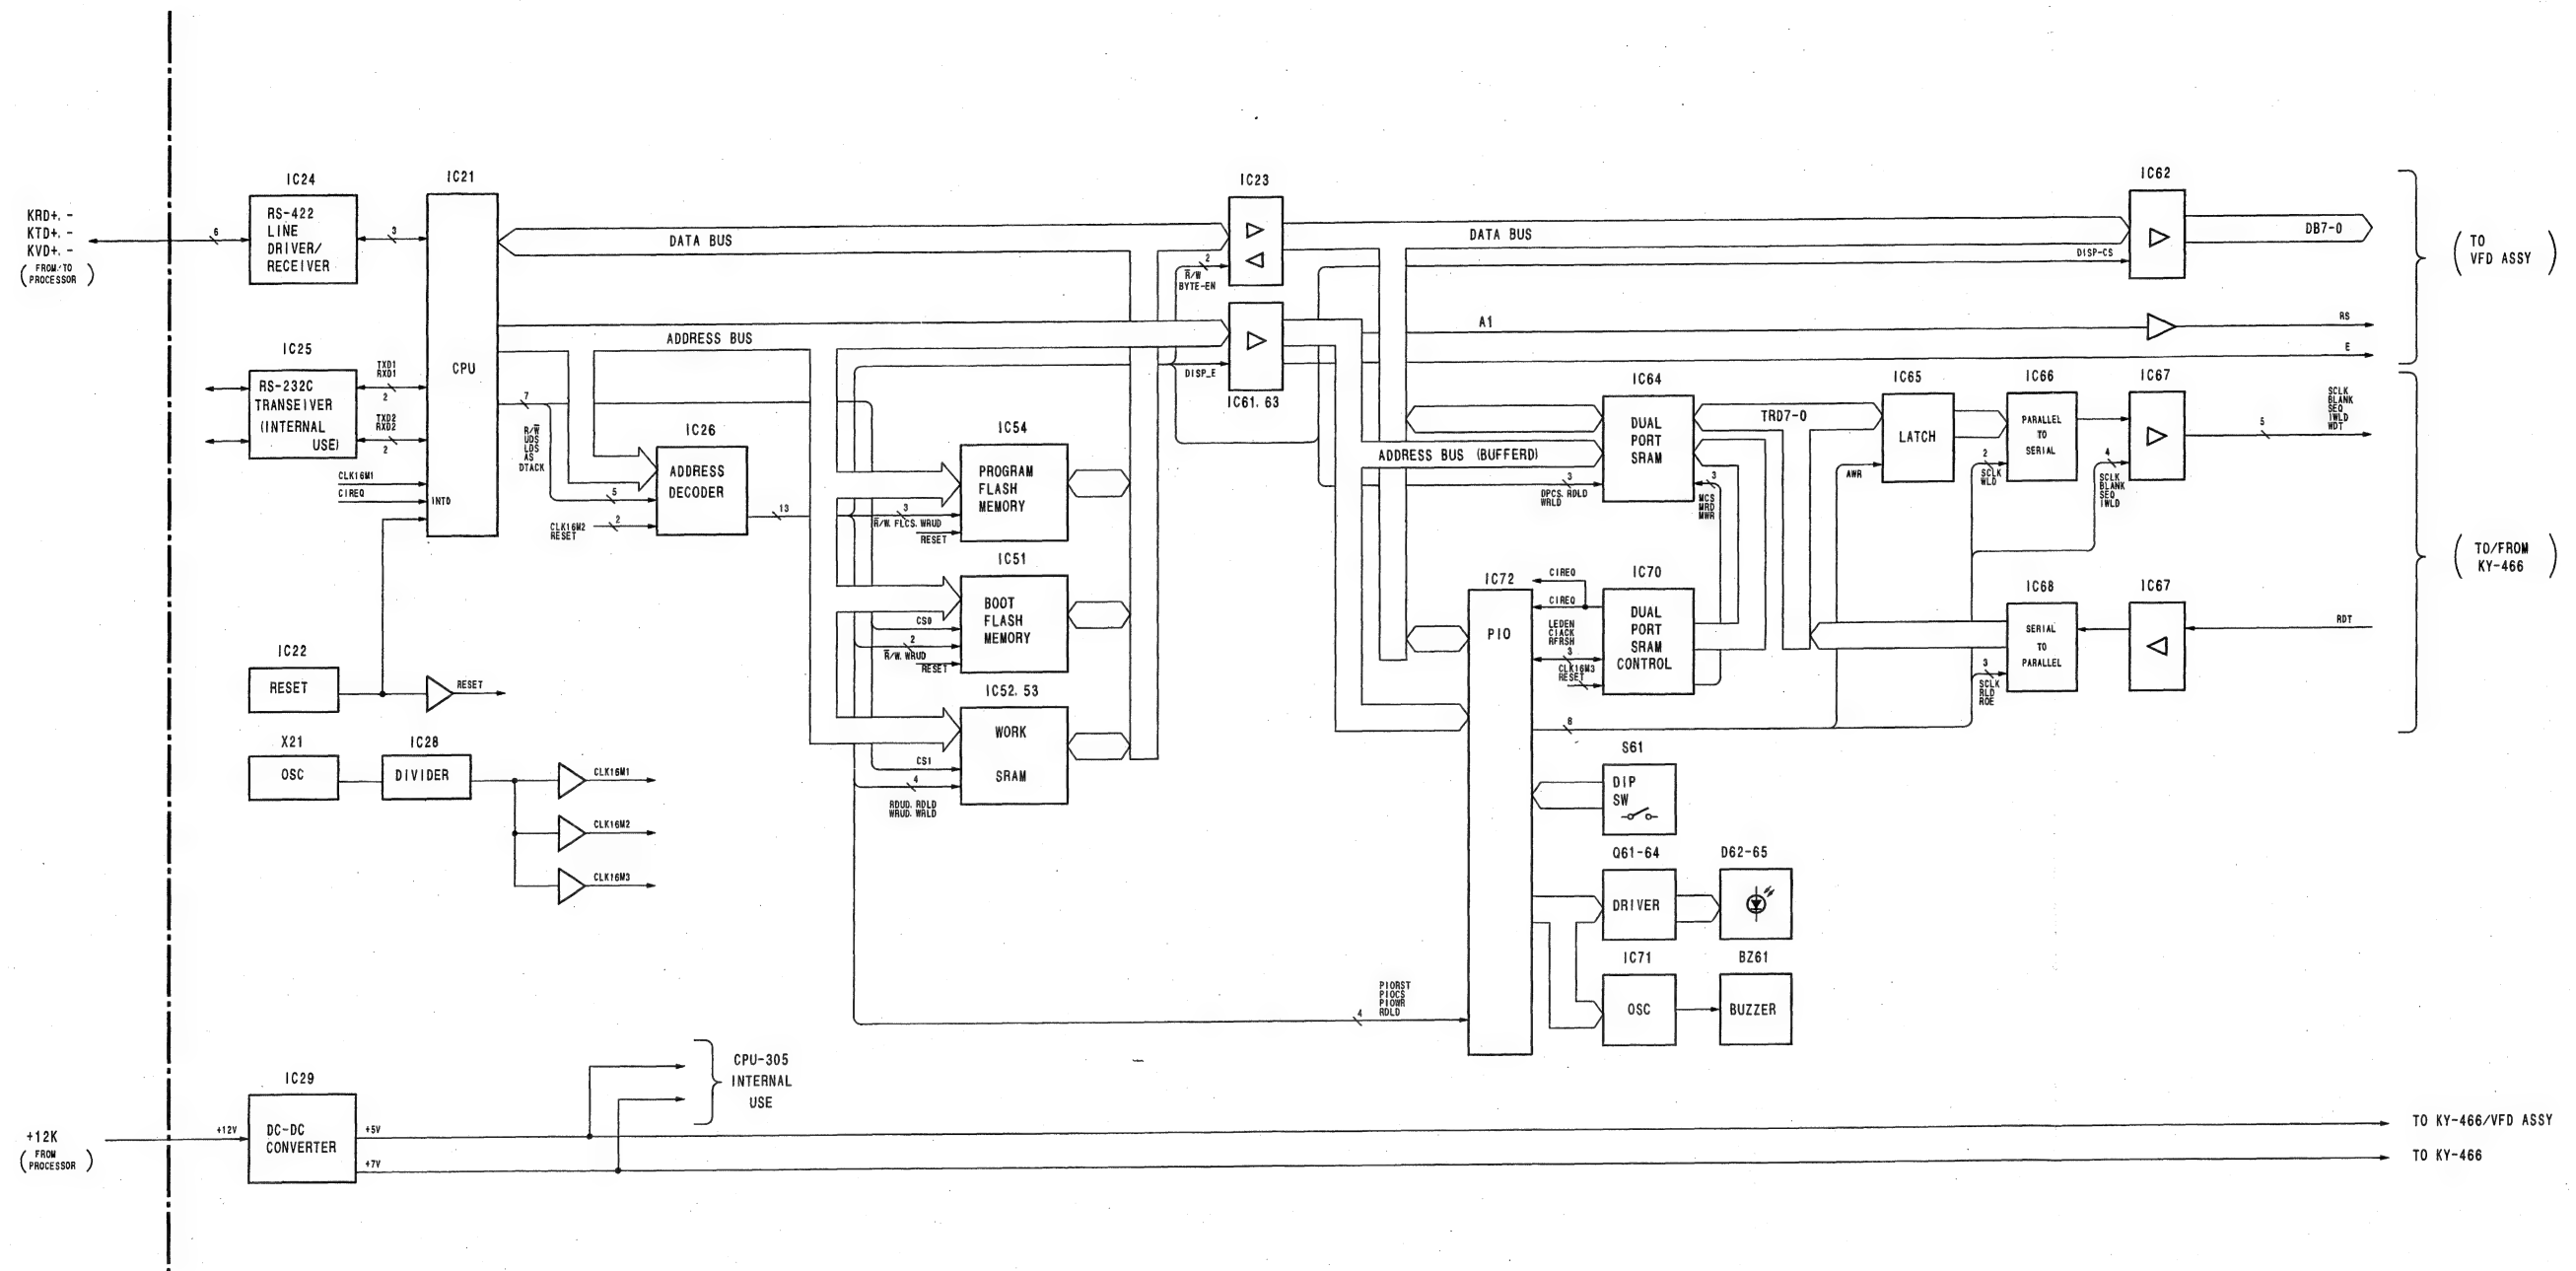 IC24
RS-422
LINE
DRIVER/
RECEIVER
KRD+, -
KTD+, -
KVD+, -
(FROM/TO
PROCESSOR)
6
3
IC21
CPU
INT0
IC25
RS-232C
TRANSEIVER
(INTERNAL
USE)
TXD1
RXD1
2
TXD2
RXD2
2
CLK16M1
CIREQ
IC22
RESET
RESET
X21
OSC
IC28
DIVIDER
CLK16M1
CLK16M2
CLK16M3
DATA BUS
ADDRESS BUS
7
R/W
UDS
LDS
AS
DTACK
IC26
ADDRESS
DECODER
5
CLK16M2
RESET
2
13
IC54
PROGRAM
FLASH
MEMORY
3
R/W, FLCS, WRUD
RESET
IC51
BOOT
FLASH
MEMORY
CS0
2
R/W, WRUD
RESET
IC52, 53
WORK
SRAM
CS1
4
RDUD, RDLD
WRUD, WRLD
IC23
2
R/W
BYTE-EN
DISP_E
IC61, 63
DATA BUS
DISP-CS
IC62
DB7-0
A1
RS
E
(TO
VFD ASSY)
IC64
DUAL
PORT
SRAM
ADDRESS BUS (BUFFERD)
3
DPCS, RDLD
WRLD
TRD7-0
3
MCS
MRD
MWR
IC65
LATCH
AWR
IC66
PARALLEL
TO
SERIAL
2
SCLK
WLD
IC67
4
SCLK
BLANK
SEQ
IWLD
SCLK
BLANK
SEQ
IWLD
WDT
5
(TO/FROM
KY-466)
IC72
PIO
CIREQ
CIREQ
LEDEN
CIACK
RFRSH
3
CLK16M3
RESET
IC70
DUAL
PORT
SRAM
CONTROL
IC68
SERIAL
TO
PARALLEL
3
SCLK
RLD
ROE
IC67
RDT
8
S61
DIP
SW
Q61-64
DRIVER
D62-65
IC71
OSC
BZ61
BUZZER
PIORST
PIOCS
PIOWR
RDLD
4
CPU-305
INTERNAL
USE
IC29
DC-DC
CONVERTER
+12K
(FROM
PROCESSOR)
+12V
+5V
+7V
TO KY-466/VFD ASSY
TO KY-466